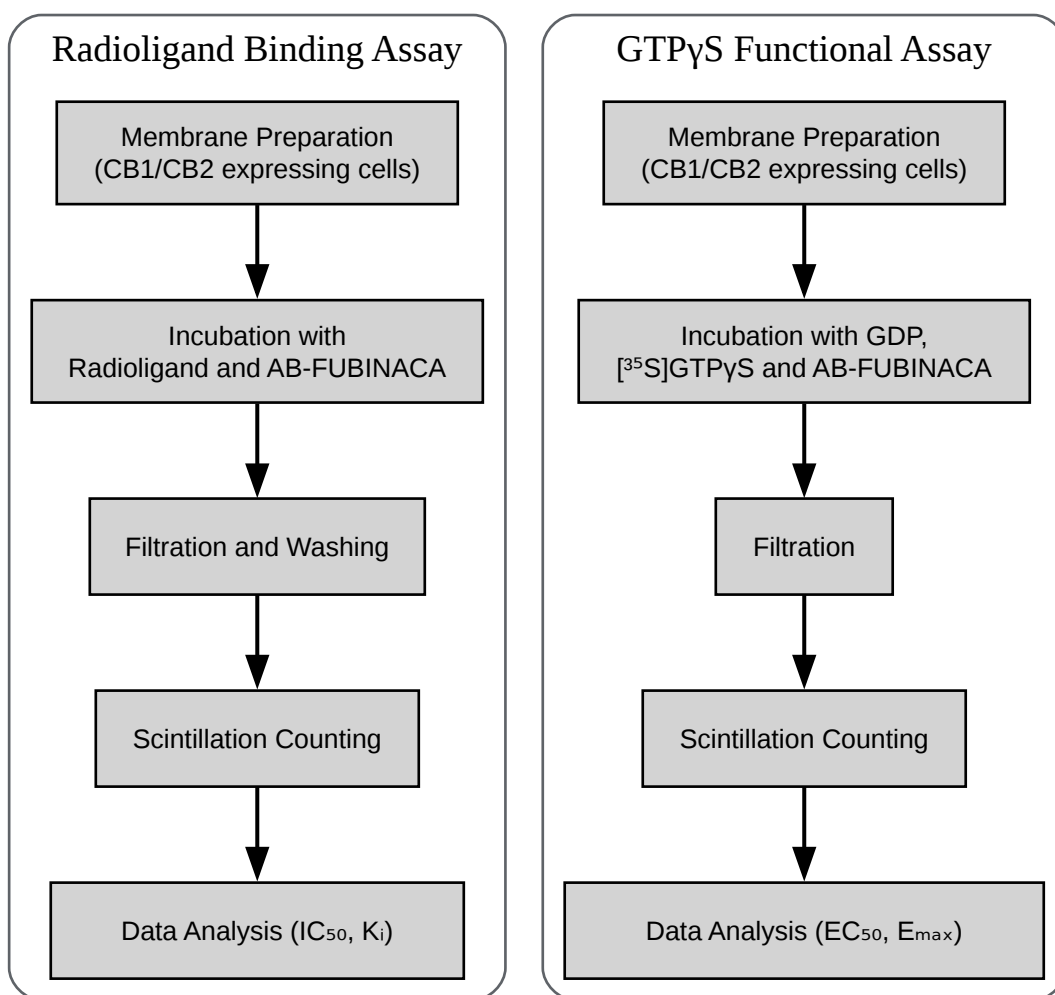 Radioligand Binding Assay
Membrane Preparation
(CB1/CB2 expressing cells)
Incubation with
Radioligand and AB-FUBINACA
Filtration and Washing
Scintillation Counting
Data Analysis (IC₅₀, Kᵢ)
GTPγS Functional Assay
Membrane Preparation
(CB1/CB2 expressing cells)
Incubation with GDP,
[³⁵S]GTPγS and AB-FUBINACA
Filtration
Scintillation Counting
Data Analysis (EC₅₀, Eₘₐₓ)